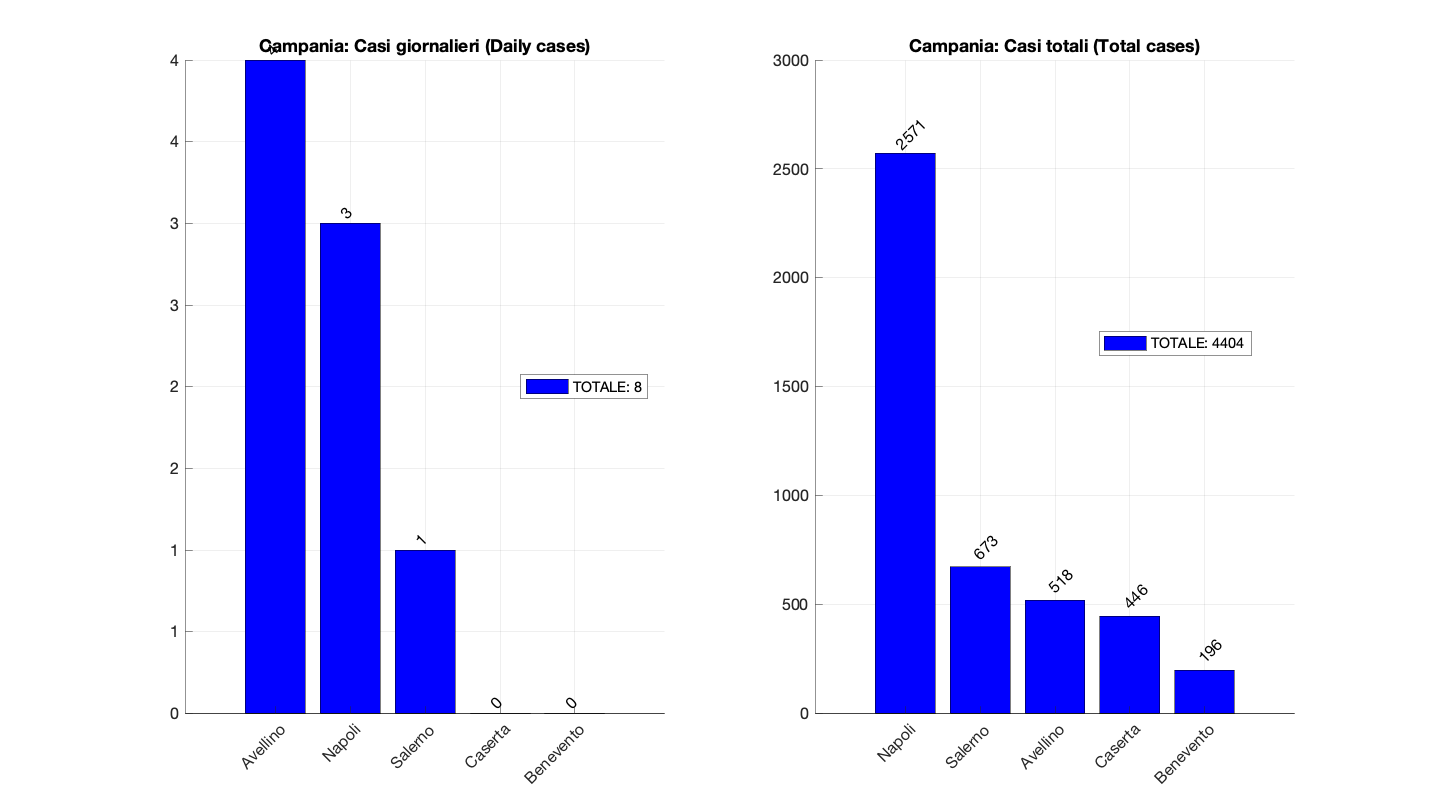 Campania: Casi giornalieri (Daily cases)
4
4
4
3
3
2
2
1
1
0
3
1
0
0
TOTALE: 8
Avellino
Napoli
Salerno
Caserta
Benevento
Campania: Casi totali (Total cases)
3000
2500
2000
1500
1000
500
0
2571
673
518
446
196
TOTALE: 4404
Napoli
Salerno
Avellino
Caserta
Benevento